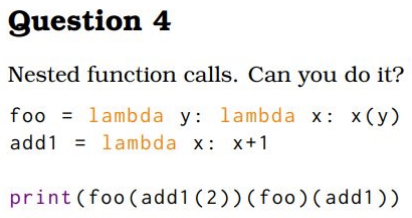 Question 4
Nested function calls. Can you do it?
foo = lambda y: lambda x: x(y)
add1 = lambda x: x+1
print(foo(add1(2))(foo)(add1))